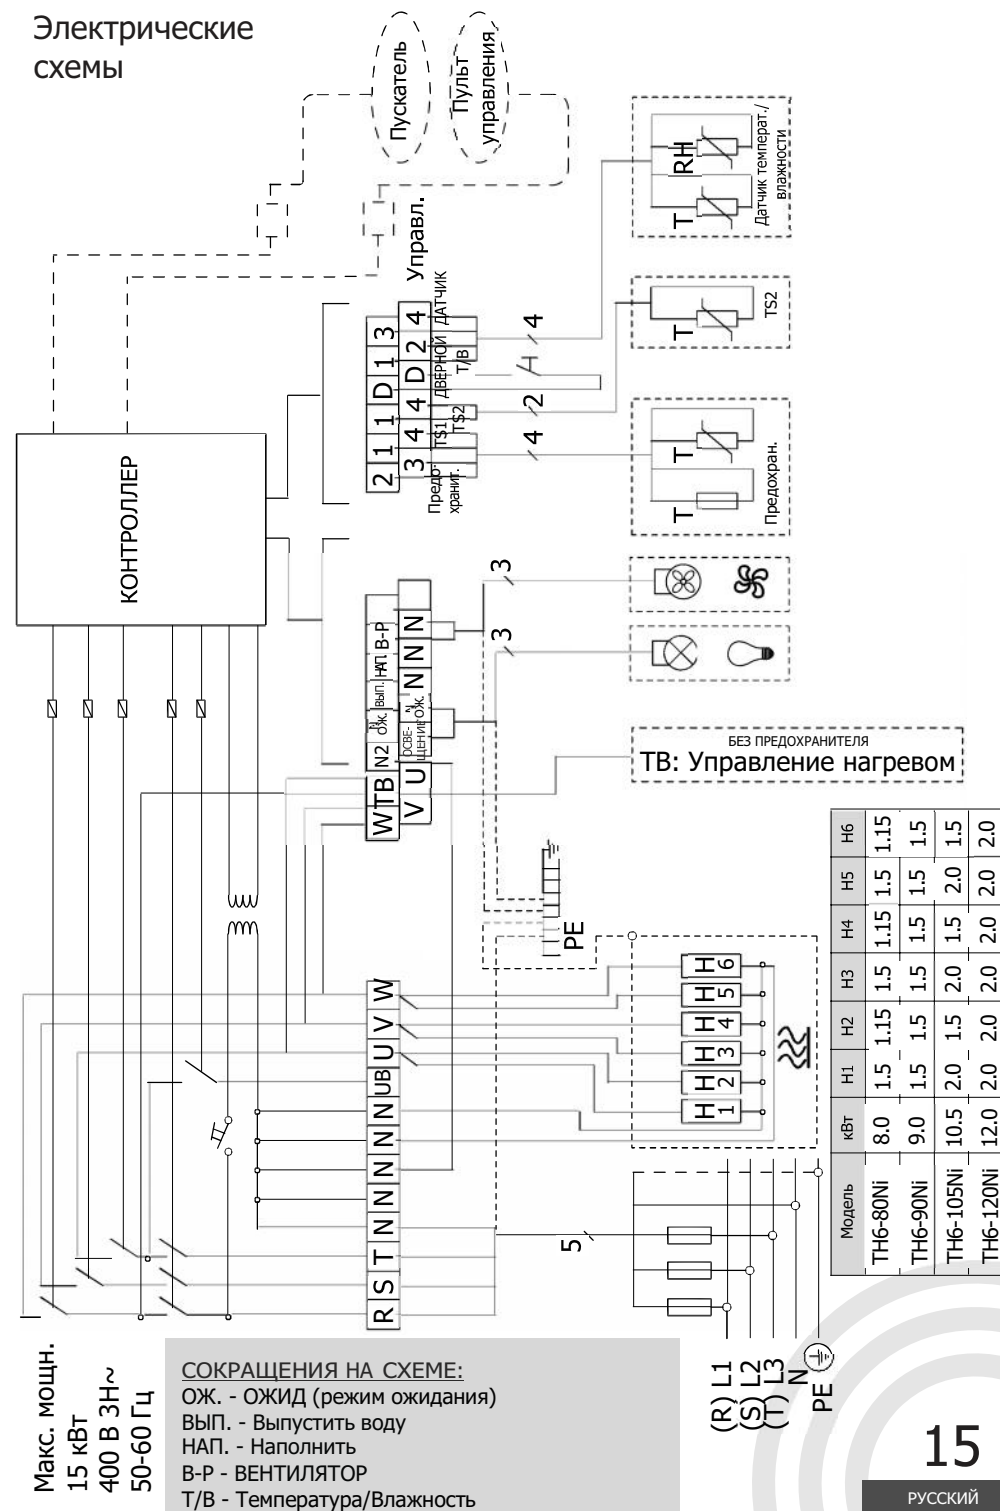 Электрические
схемы
Пускатель
Пульт
управления
RH
T
Датчик температ./
влажности
T
TS2
T
T
Предохран.
КОНТРОЛЛЕР
Управл.
2 1 1 D 1 3
3 4 4 D 2 4
Предо-
хранит.
TS1
TS2
ДВЕРНОЙ ДАТЧИК
Т/В
4
2
4
3
3
W TB N2 N ОЖ. ВЫП. НАП. В-Р
V U ОСВЕ-
ЩЕНИЕ N ОЖ. N N N
БЕЗ ПРЕДОХРАНИТЕЛЯ
ТВ: Управление нагревом
PE
R S T N N N N N UB U V W
H1 H2 H3 H4 H5 H6
5
Модель кВт H1 H2 H3 H4 H5 H6
TH6-80Ni 8.0 1.5 1.15 1.5 1.15 1.5 1.15
TH6-90Ni 9.0 1.5 1.5 1.5 1.5 1.5 1.5
TH6-105Ni 10.5 2.0 1.5 2.0 1.5 2.0 1.5
TH6-120Ni 12.0 2.0 2.0 2.0 2.0 2.0 2.0
Макс. мощн.
15 кВт
400 В 3Н~
50-60 Гц
СОКРАЩЕНИЯ НА СХЕМЕ:
ОЖ. - ОЖИД (режим ожидания)
ВЫП. - Выпустить воду
НАП. - Наполнить
В-Р - ВЕНТИЛЯТОР
Т/В - Температура/Влажность
(R) L1
(S) L2
(T) L3
N
PE
15
РУССКИЙ